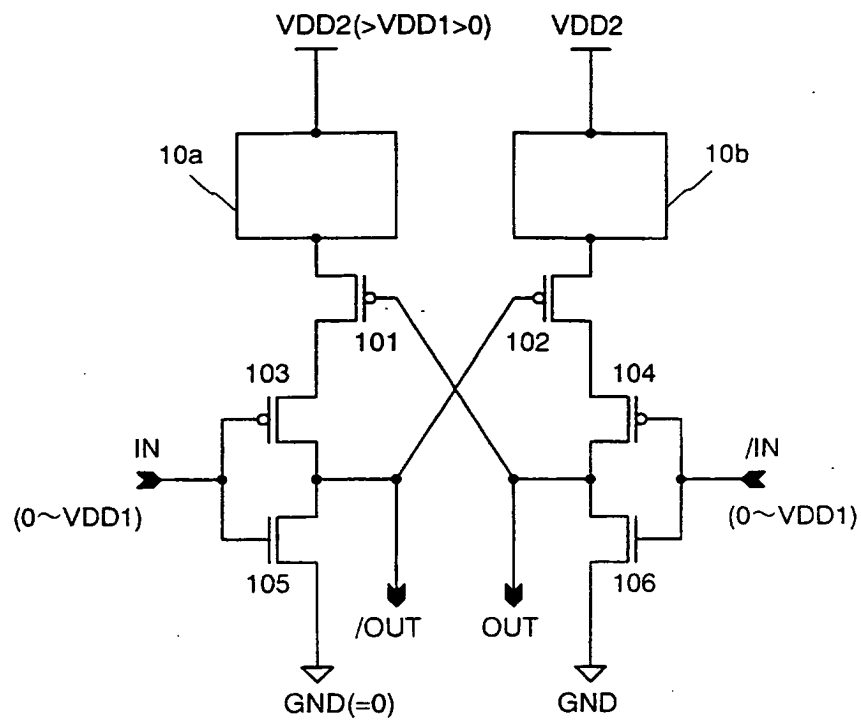 VDD2(>VDD1>0)
VDD2
10a
10b
101
102
103
104
IN
/IN
(0～VDD1)
(0～VDD1)
105
106
/OUT
OUT
GND(=0)
GND